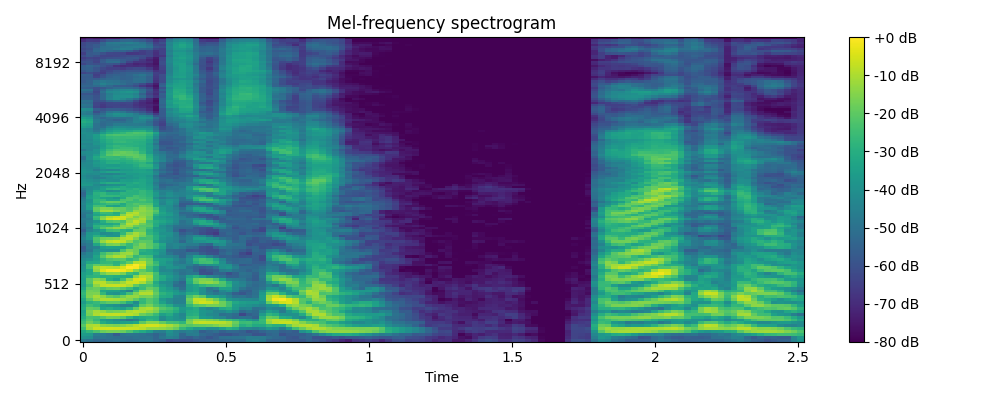 Mel-frequency spectrogram
8192
4096
2048
1024
512
0
Hz
0
0.5
1
1.5
2
2.5
Time
+0 dB
-10 dB
-20 dB
-30 dB
-40 dB
-50 dB
-60 dB
-70 dB
-80 dB